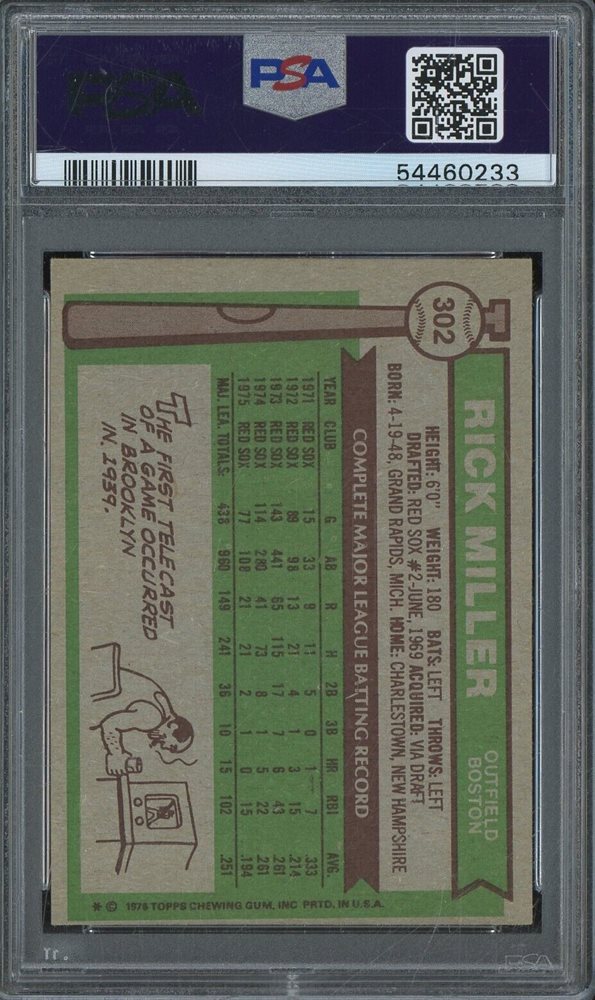 PSA
PSA
54460233
302
RICK MILLER
OUTFIELD
BOSTON
HEIGHT: 6'0" WEIGHT: 180 BATS: LEFT THROWS: LEFT
DRAFTED: RED SOX #2-JUNE, 1969 ACQUIRED: VIA DRAFT
BORN: 4-19-48, GRAND RAPIDS, MICH. HOME: CHARLESTOWN, NEW HAMPSHIRE
COMPLETE MAJOR LEAGUE BATTING RECORD
YEAR CLUB G AB R H 2B 3B HR RBI AVG.
1971 RED SOX 15 33 9 11 5 0 1 7 .333
1972 RED SOX 89 98 13 21 4 1 3 15 .214
1973 RED SOX 143 441 65 115 17 7 6 43 .261
1974 RED SOX 114 280 41 73 8 1 5 22 .261
1975 RED SOX 77 108 21 21 2 1 0 15 .194
MAJ. LEA. TOTALS: 438 960 149 241 36 10 15 102 .251
THE FIRST TELECAST
OF A GAME OCCURRED
IN BROOKLYN
IN 1939.
* © 1976 TOPPS CHEWING GUM, INC. PRTD. IN U.S.A.
PSA